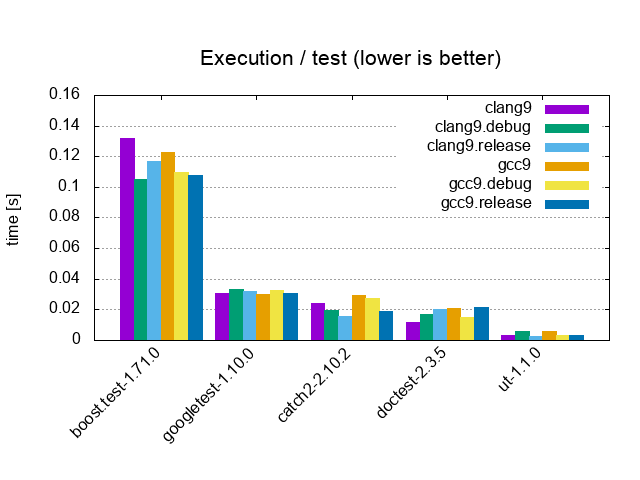 Execution / test (lower is better)
clang9
clang9.debug
clang9.release
gcc9
gcc9.debug
gcc9.release
time [s]
0.16
0.14
0.12
0.1
0.08
0.06
0.04
0.02
0
boost.test-1.71.0
googletest-1.10.0
catch2-2.10.2
doctest-2.3.5
ut-1.1.0